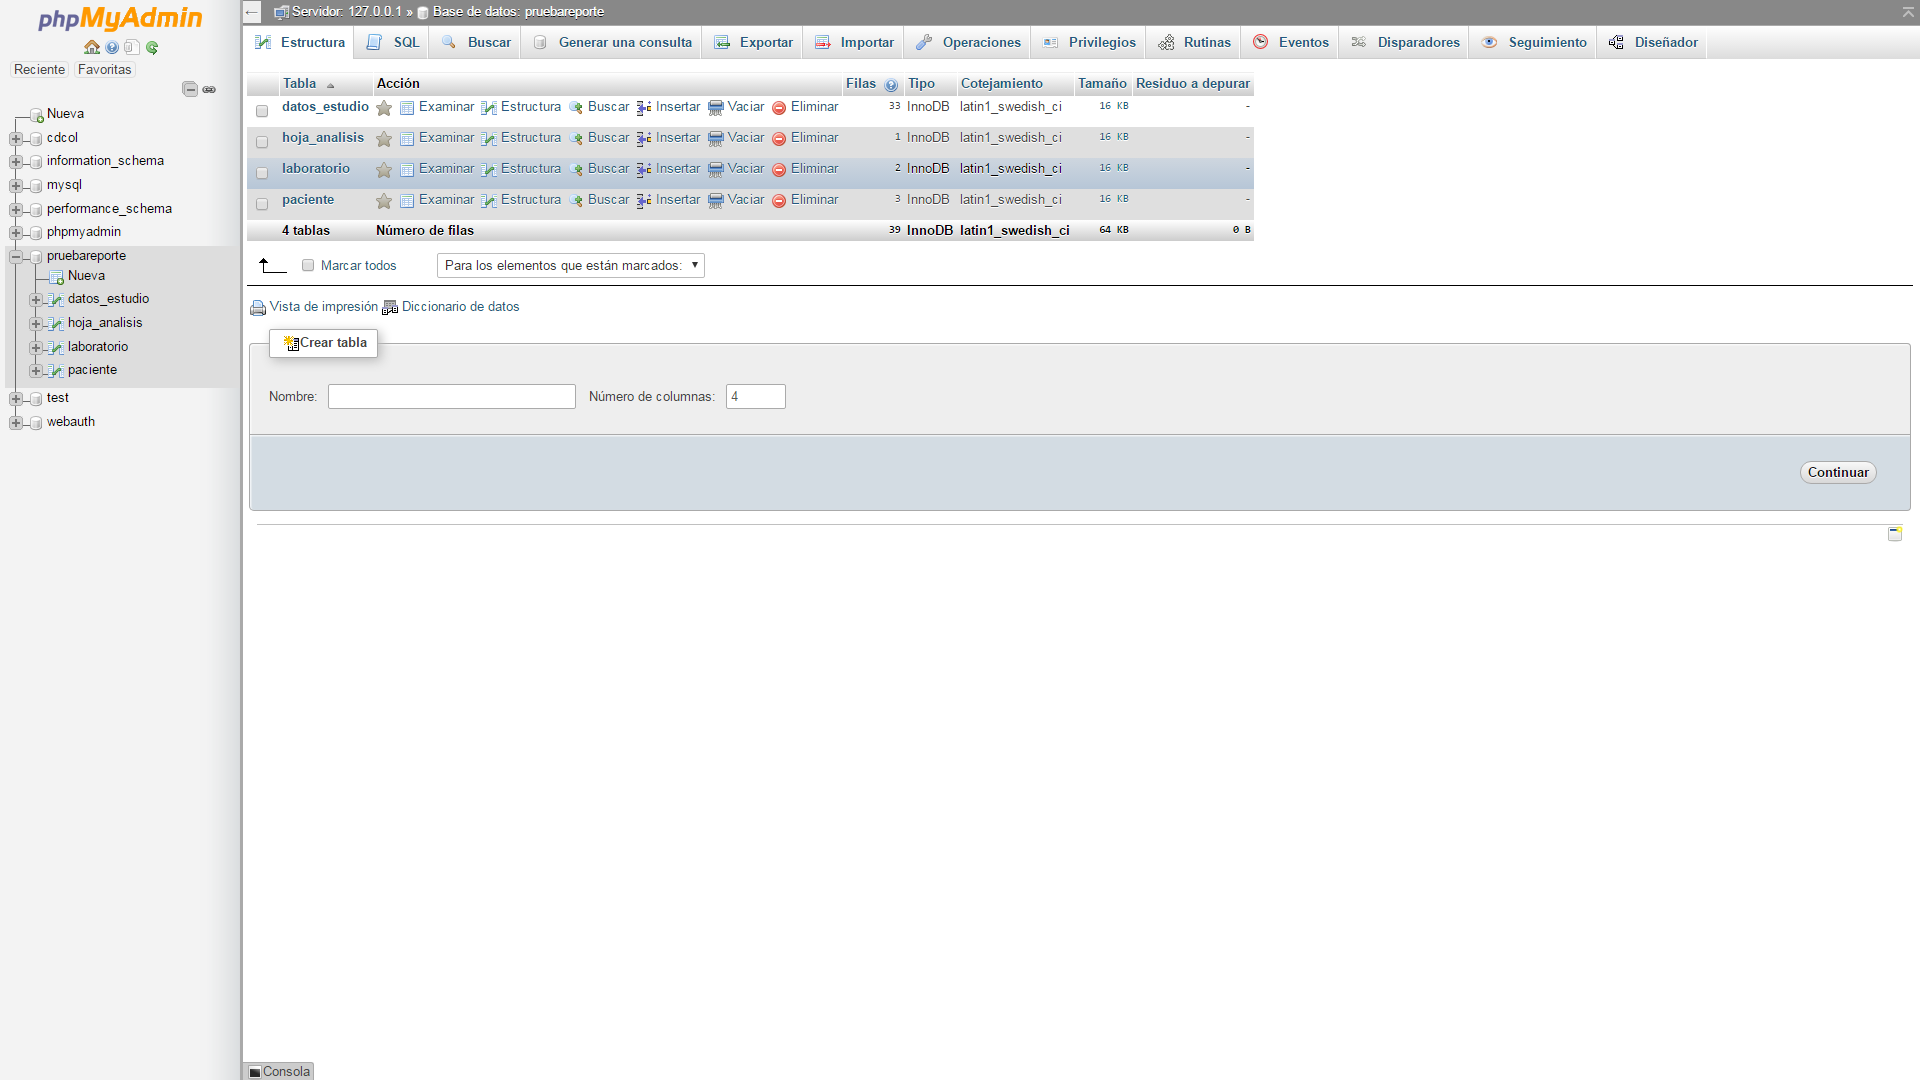 phpMyAdmin
Reciente Favoritas
Nueva
cdcol
information_schema
mysql
performance_schema
phpmyadmin
pruebareporte
Nueva
datos_estudio
hoja_analisis
laboratorio
paciente
test
webauth
← Servidor: 127.0.0.1 » Base de datos: pruebareporte
Estructura SQL Buscar Generar una consulta Exportar Importar Operaciones Privilegios Rutinas Eventos Disparadores Seguimiento Diseñador
Tabla Acción Filas Tipo Cotejamiento Tamaño Residuo a depurar
datos_estudio Examinar Estructura Buscar Insertar Vaciar Eliminar 33 InnoDB latin1_swedish_ci 16 KB -
hoja_analisis Examinar Estructura Buscar Insertar Vaciar Eliminar 1 InnoDB latin1_swedish_ci 16 KB -
laboratorio Examinar Estructura Buscar Insertar Vaciar Eliminar 2 InnoDB latin1_swedish_ci 16 KB -
paciente Examinar Estructura Buscar Insertar Vaciar Eliminar 3 InnoDB latin1_swedish_ci 16 KB -
4 tablas Número de filas 39 InnoDB latin1_swedish_ci 64 KB 0 B
Marcar todos Para los elementos que están marcados:
Vista de impresión Diccionario de datos
Crear tabla
Nombre: Número de columnas: 4
Continuar
Consola